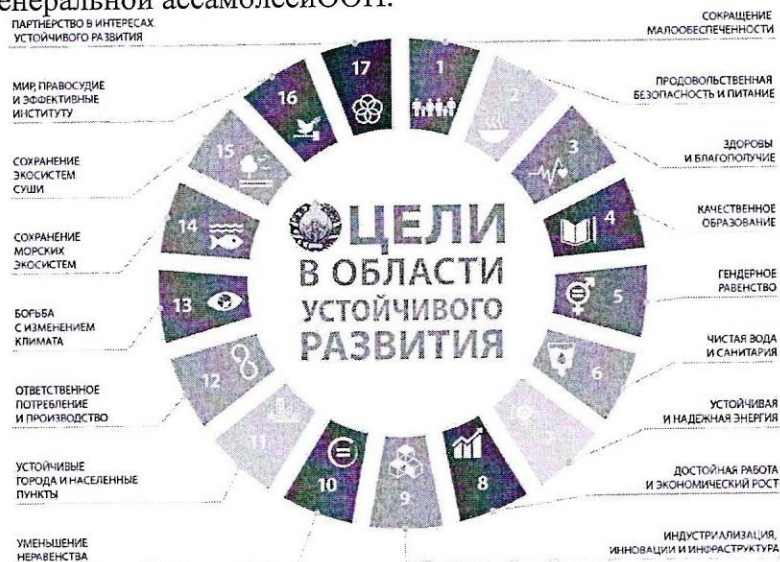 енеральной ассамолесиООН.
ПАРТНЕРСТВО В ИНТЕРЕСАХ
УСТОЙЧИВОГО РАЗВИТИЯ
МИР, ПРАВОСУДИЕ
И ЭФФЕКТИВНЫЕ
ИНСТИТУТУ
СОХРАНЕНИЕ
ЭКОСИСТЕМ
СУШИ
СОХРАНЕНИЕ
МОРСКИХ
ЭКОСИСТЕМ
БОРЬБА
С ИЗМЕНЕНИЕМ
КЛИМАТА
ОТВЕТСТВЕННОЕ
ПОТРЕБЛЕНИЕ
И ПРОИЗВОДСТВО
УСТОЙЧИВЫЕ
ГОРОДА И НАСЕЛЕННЫЕ
ПУНКТЫ
УМЕНЬШЕНИЕ
НЕРАВЕНСТВА
17
16
15
14
13
12
11
10
9
8
6
5
4
3
2
1
ЦЕЛИ
В ОБЛАСТИ
УСТОЙЧИВОГО
РАЗВИТИЯ
СОКРАЩЕНИЕ
МАЛООБЕСПЕЧЕННОСТИ
ПРОДОВОЛЬСТВЕННАЯ
БЕЗОПАСНОСТЬ И ПИТАНИЕ
ЗДОРОВЫ
И БЛАГОПОЛУЧИЕ
КАЧЕСТВЕННОЕ
ОБРАЗОВАНИЕ
ГЕНДЕРНОЕ
РАВЕНСТВО
ЧИСТАЯ ВОДА
И САНИТАРИЯ
УСТОЙЧИВАЯ
И НАДЕЖНАЯ ЭНЕРГИЯ
ДОСТОЙНАЯ РАБОТА
И ЭКОНОМИЧЕСКИЙ РОСТ
ИНДУСТРИАЛИЗАЦИЯ,
ИННОВАЦИИ И ИНФРАСТРУКТУРА